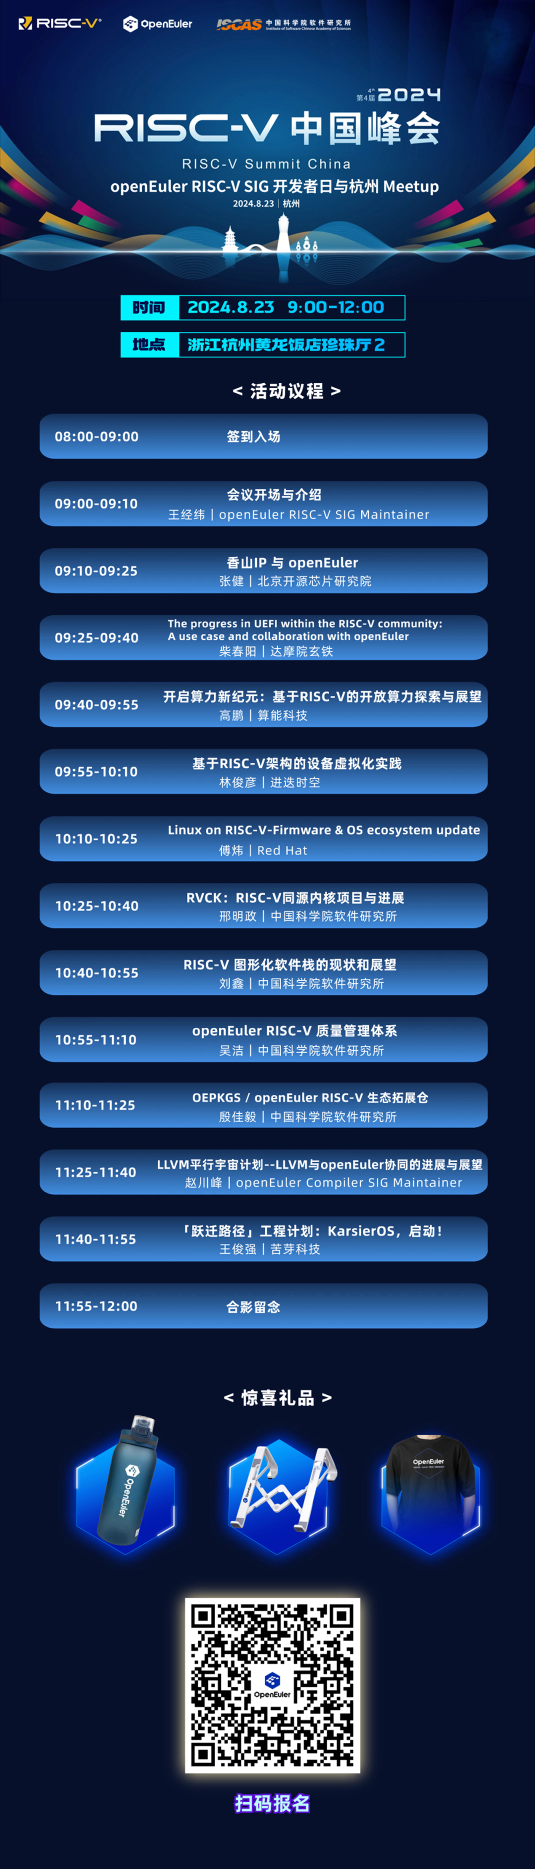 RISC-V®
OpenEuler
ISCAS 中国科学院软件研究所
Institute of Software Chinese Academy of Sciences
4th
第4届 2024
RISC-V 中国峰会
RISC-V Summit China
openEuler RISC-V SIG 开发者日与杭州 Meetup
2024.8.23｜杭州
时间 2024.8.23 9:00-12:00
地点 浙江杭州黄龙饭店珍珠厅2
< 活动议程 >
08:00-09:00 签到入场
09:00-09:10 会议开场与介绍
王经纬｜openEuler RISC-V SIG Maintainer
09:10-09:25 香山IP 与 openEuler
张健｜北京开源芯片研究院
09:25-09:40 The progress in UEFI within the RISC-V community:
A use case and collaboration with openEuler
柴春阳｜达摩院玄铁
09:40-09:55 开启算力新纪元：基于RISC-V的开放算力探索与展望
高鹏｜算能科技
09:55-10:10 基于RISC-V架构的设备虚拟化实践
林俊彦｜进迭时空
10:10-10:25 Linux on RISC-V-Firmware & OS ecosystem update
傅炜｜Red Hat
10:25-10:40 RVCK：RISC-V同源内核项目与进展
邢明政｜中国科学院软件研究所
10:40-10:55 RISC-V 图形化软件栈的现状和展望
刘鑫｜中国科学院软件研究所
10:55-11:10 openEuler RISC-V 质量管理体系
吴洁｜中国科学院软件研究所
11:10-11:25 OEPKGS / openEuler RISC-V 生态拓展仓
殷佳毅｜中国科学院软件研究所
11:25-11:40 LLVM平行宇宙计划--LLVM与openEuler协同的进展与展望
赵川峰｜openEuler Compiler SIG Maintainer
11:40-11:55 「跃迁路径」工程计划：KarsierOS，启动！
王俊强｜苦芽科技
11:55-12:00 合影留念
< 惊喜礼品 >
OpenEuler
OpenEuler
OpenEuler
扫码报名